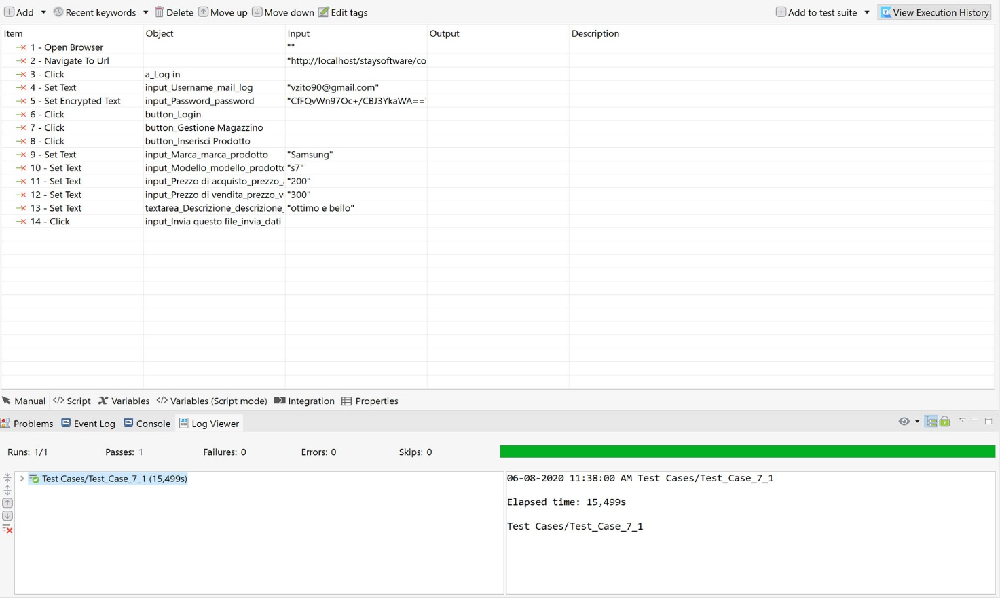 Add Recent keywords Delete Move up Move down Edit tags Add to test suite View Execution History
Item Object Input Output Description
1 - Open Browser ""
2 - Navigate To Url "http://localhost/staysoftware/co
3 - Click a_Log in
4 - Set Text input_Username_mail_log "vzito90@gmail.com"
5 - Set Encrypted Text input_Password_password "CfFQvWn97Oc+/CBJ3YkaWA=="
6 - Click button_Login
7 - Click button_Gestione Magazzino
8 - Click button_Inserisci Prodotto
9 - Set Text input_Marca_marca_prodotto "Samsung"
10 - Set Text input_Modello_modello_prodotto "s7"
11 - Set Text input_Prezzo di acquisto_prezzo_a "200"
12 - Set Text input_Prezzo di vendita_prezzo_v "300"
13 - Set Text textarea_Descrizione_descrizione_ "ottimo e bello"
14 - Click input_Invia questo file_invia_dati
Manual </> Script Variables </> Variables (Script mode) Integration Properties
Problems Event Log Console Log Viewer
Runs: 1/1 Passes: 1 Failures: 0 Errors: 0 Skips: 0
Test Cases/Test_Case_7_1 (15,499s)
06-08-2020 11:38:00 AM Test Cases/Test_Case_7_1
Elapsed time: 15,499s
Test Cases/Test_Case_7_1